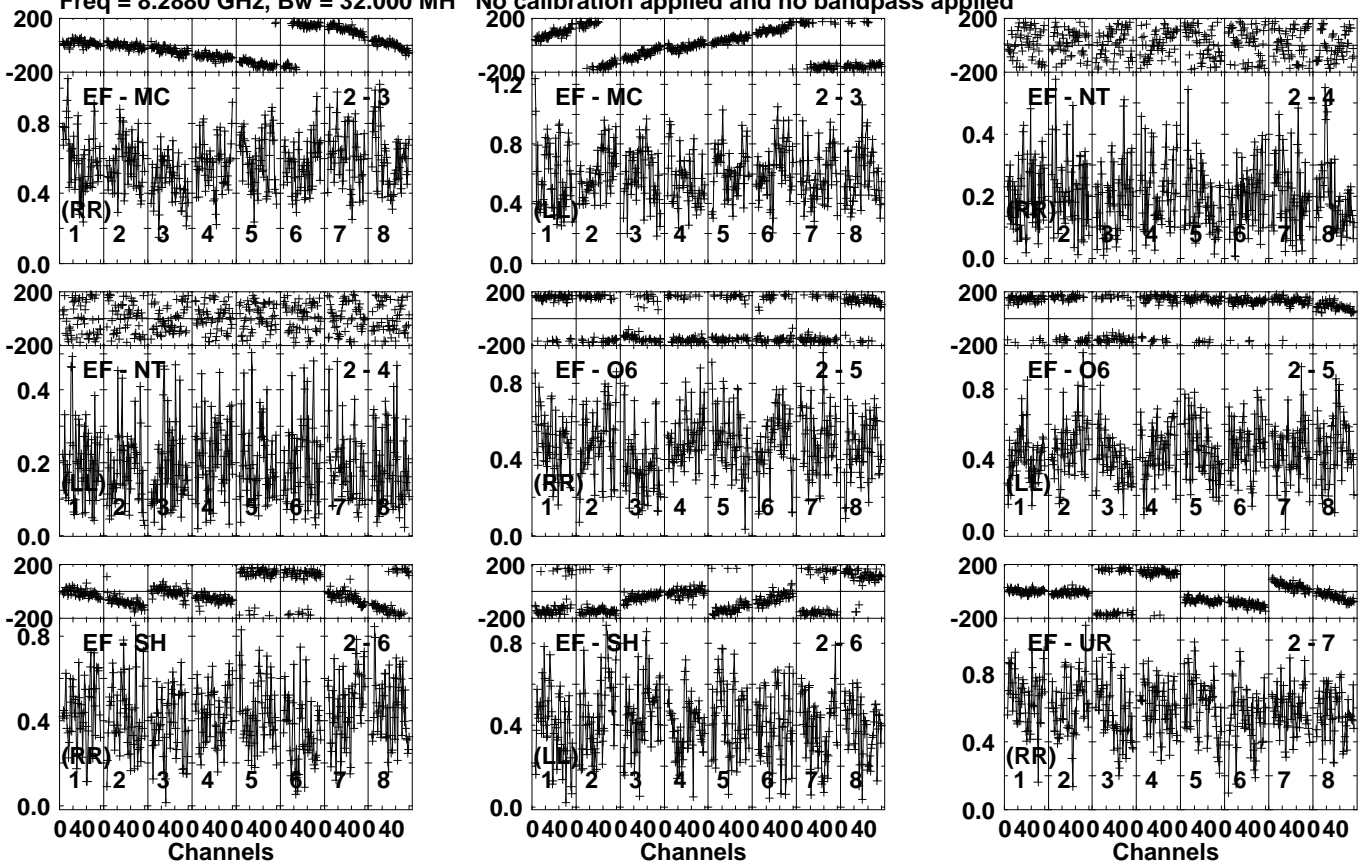 Freq = 8.2880 GHz, Bw = 32.000 MH No calibration applied and no bandpass applied
200 200 200
-200 -200 -200
EF - MC 2 - 3 1.2 EF - MC 2 - 3 EF - NT 2 - 4
0.8 0.9 0.4
0.6
0.4 0.4 0.2
(RR) (LL) (RR)
1 2 3 4 5 6 7 8 1 2 3 4 5 6 7 8 1 2 3 4 5 6 7 8
0.0 0.0 0.0
200 200 200
-200 -200 -200
EF - NT 2 - 4 EF - O6 2 - 5 EF - O6 2 - 5
0.4 0.8 0.8
0.2 0.4 0.4
(LL) (RR) (LL)
1 2 3 4 5 6 7 8 1 2 3 4 5 6 7 8 1 2 3 4 5 6 7 8
0.0 0.0 0.0
200 200 200
-200 -200 -200
EF - SH 2 - 6 EF - SH 2 - 6 EF - UR 2 - 7
0.8 0.8 0.8
0.4 0.4 0.4
(RR) (LL) (RR)
1 2 3 4 5 6 7 8 1 2 3 4 5 6 7 8 1 2 3 4 5 6 7 8
0.0 0.0 0.0
0 40 0 40 0 40 0 40 0 40 0 40 0 40 0 40 0 40 0 40 0 40 0 40 0 40 0 40 0 40 0 40 0 40 0 40 0 40 0 40 0 40 0 40 0 40 0 40
Channels Channels Channels